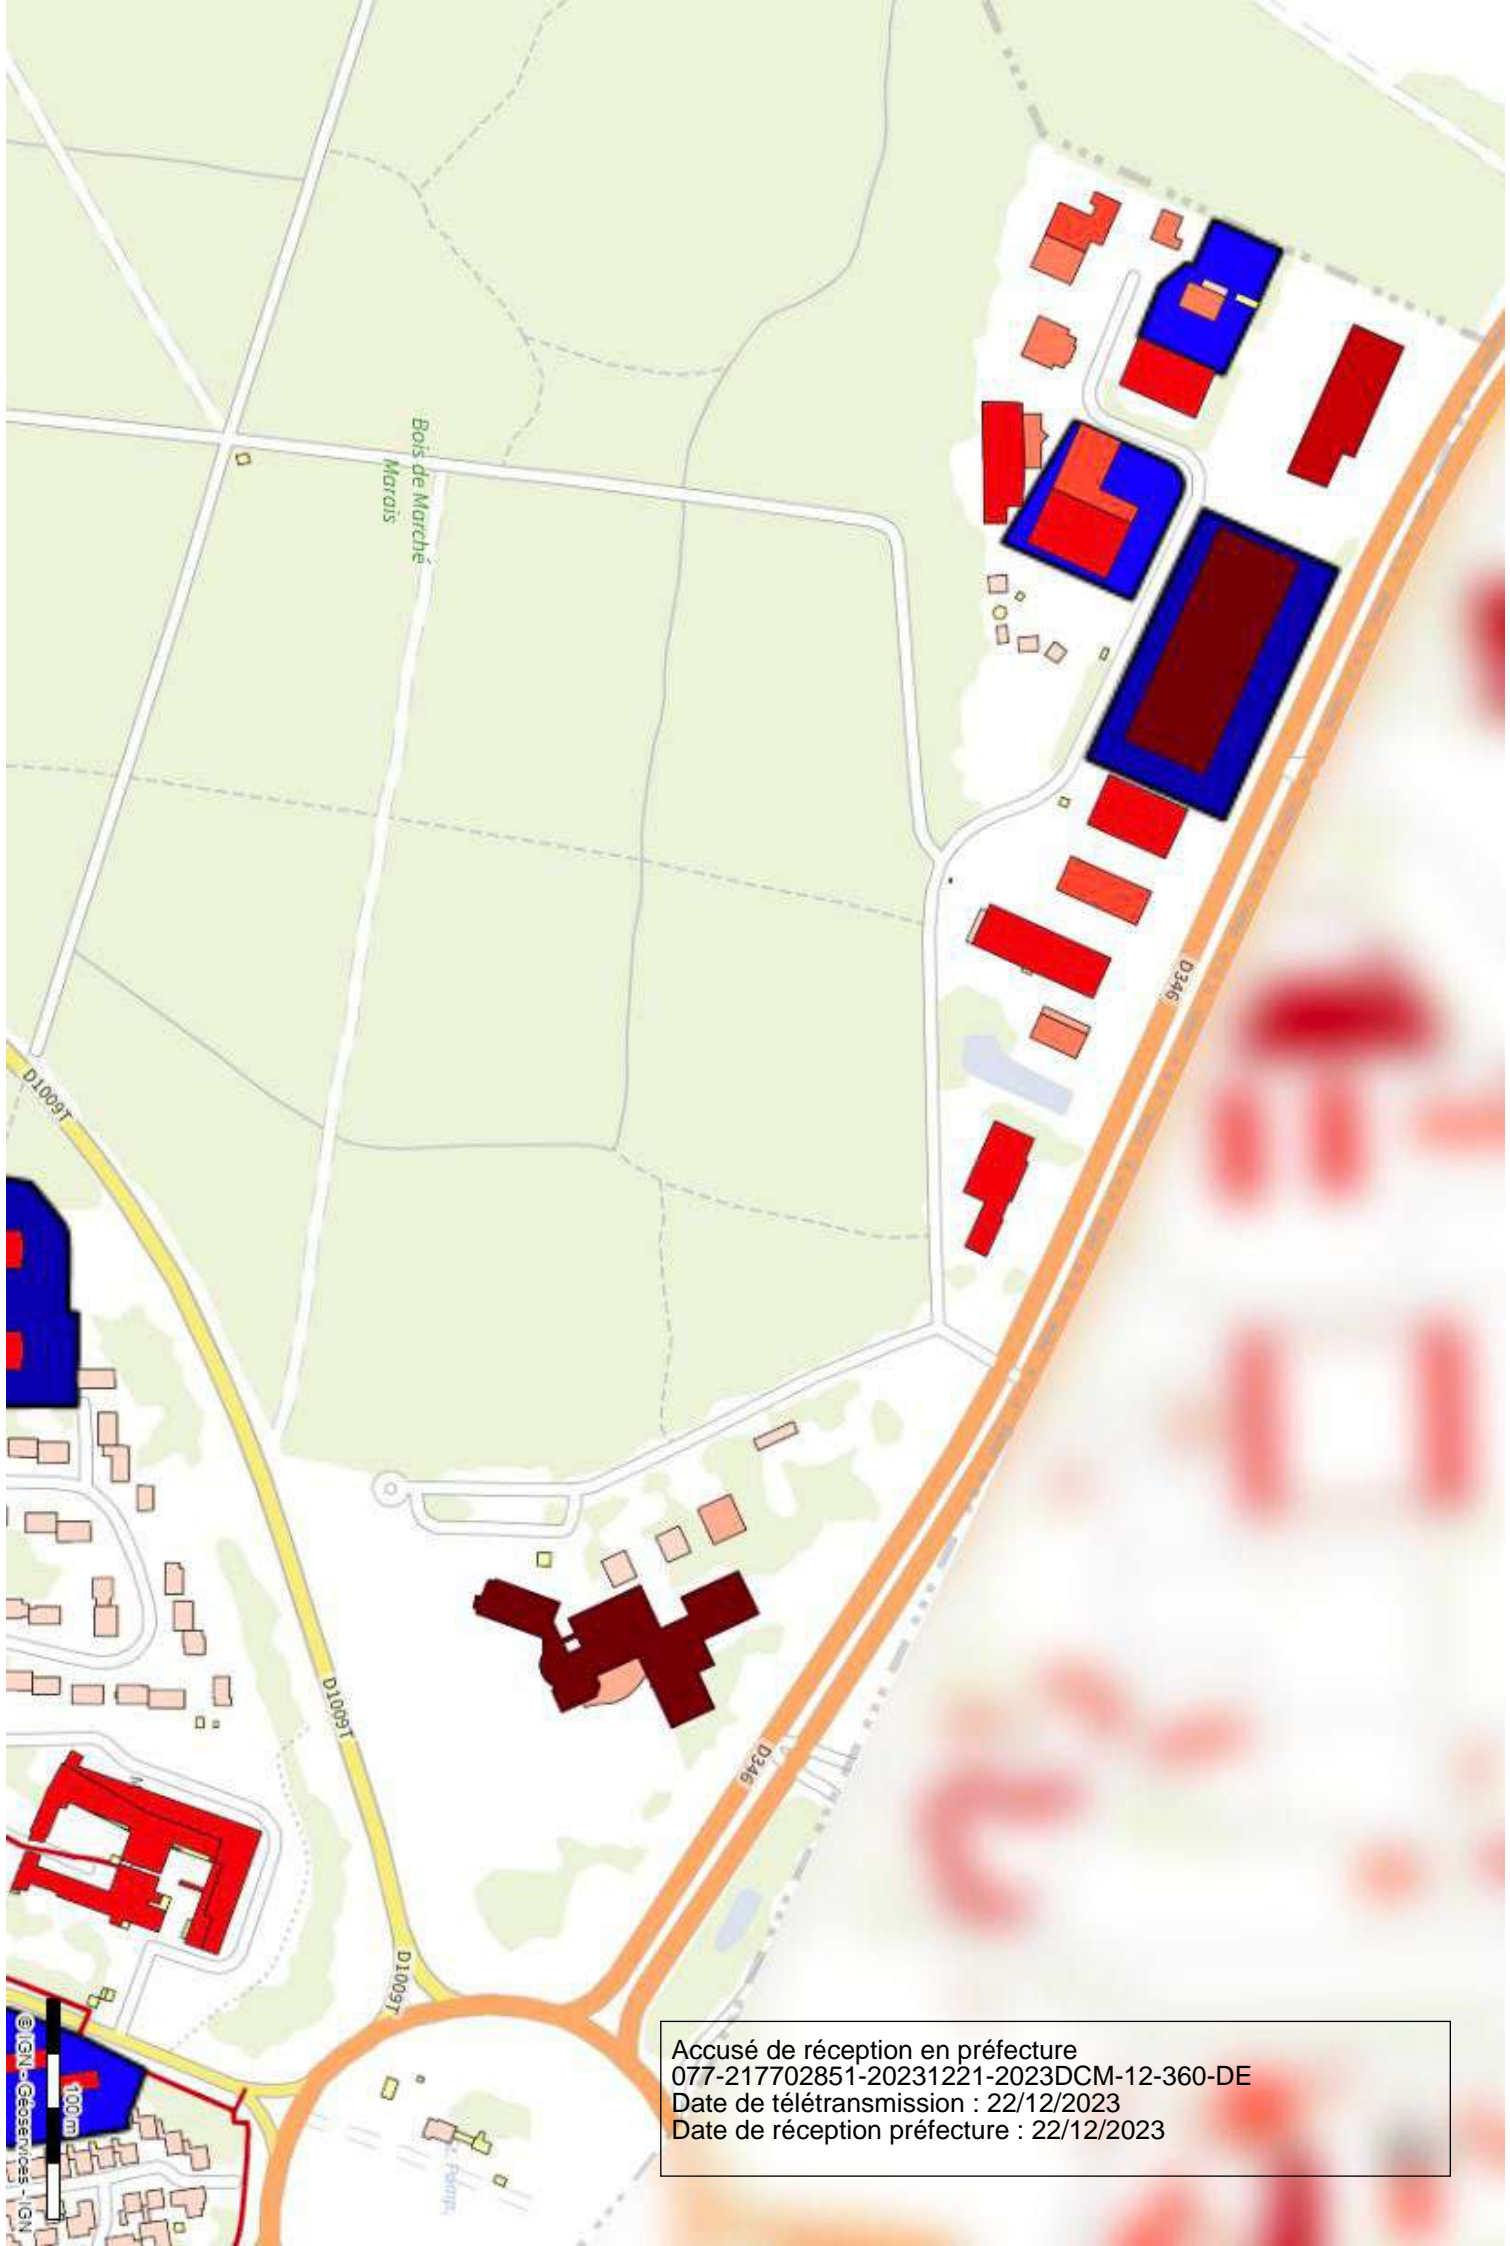 Bois de Marché
Marais
D346
D1009T
D1009T
D346
D1009T
100 m
© IGN - Géoservices - IGN
Accusé de réception en préfecture
077-217702851-20231221-2023DCM-12-360-DE
Date de télétransmission : 22/12/2023
Date de réception préfecture : 22/12/2023